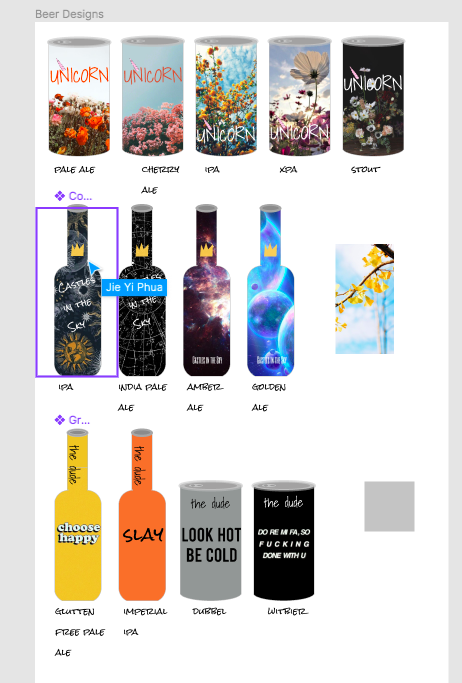 Beer Designs
UNICORN
UNICORN
UNICORN
UNICORN
UNICORN
PALE ALE
CHERRY
ALE
IPA
XPA
STOUT
Co...
CASTLES
IN THE
SKY
CASTLES
IN THE
SKY
CASTLES IN THE SKY
CASTLES IN THE SKY
Jie Yi Phua
IPA
INDIA PALE
ALE
AMBER
ALE
GOLDEN
ALE
Gr...
the dude
the dude
the dude
the dude
choose
happy
SLAY
LOOK HOT
BE COLD
DO RE MI FA, SO
FUCKING
DONE WITH U
GLUTTEN
FREE PALE
ALE
IMPERIAL
IPA
DUBBEL
WITBIER